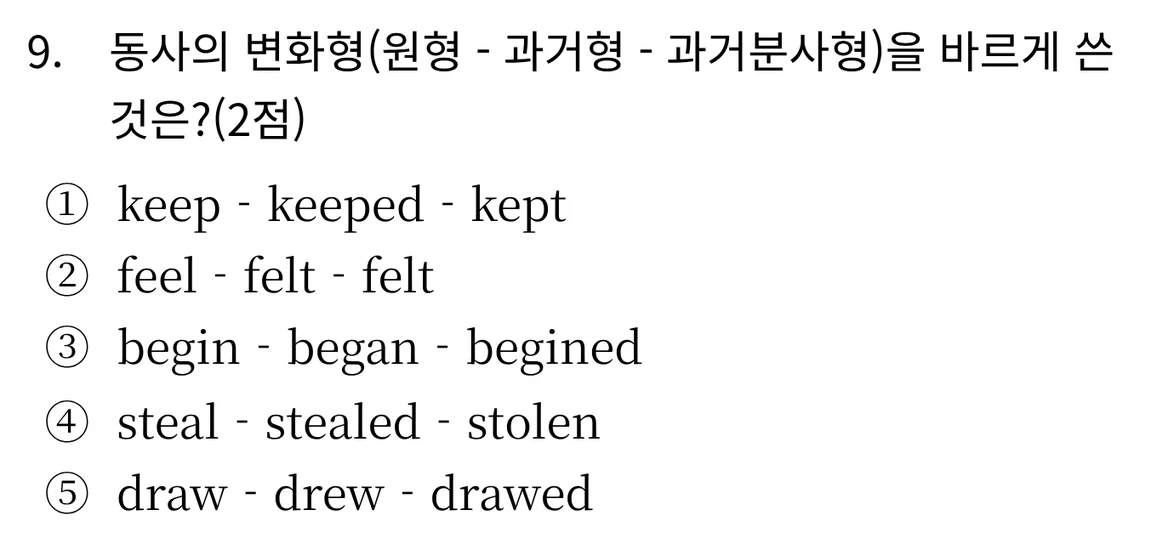 9. 동사의 변화형(원형 - 과거형 - 과거분사형)을 바르게 쓴
것은?(2점)
① keep - keeped - kept
② feel - felt - felt
③ begin - began - begined
④ steal - stealed - stolen
⑤ draw - drew - drawed